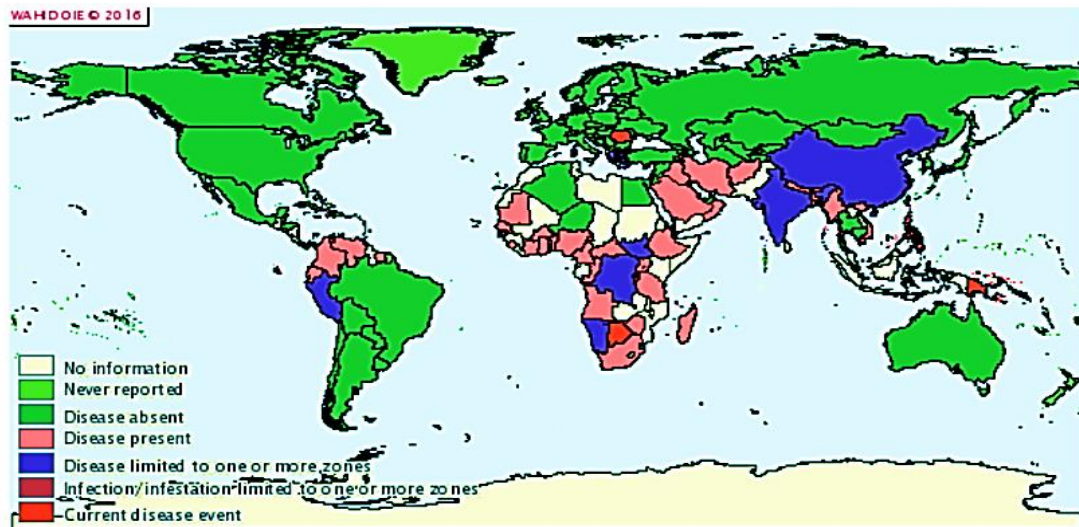 WAHID OIE © 2016
No information
Never reported
Disease absent
Disease present
Disease limited to one or more zones
Infection/infestation limited to one or more zones
Current disease event